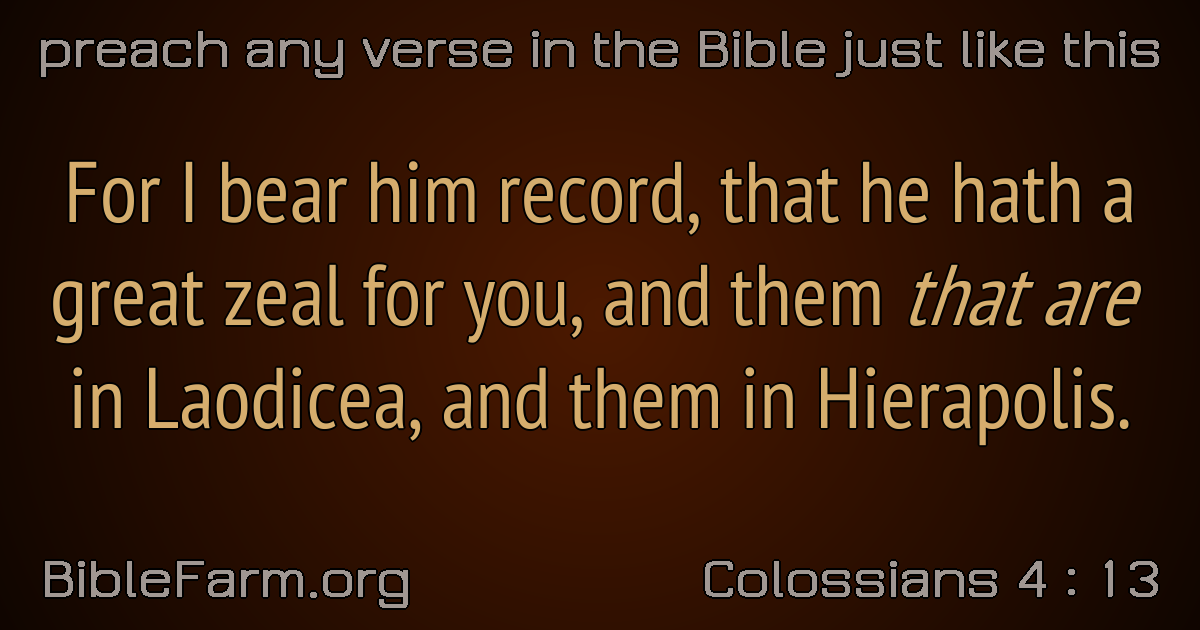 preach any verse in the Bible just like this
For I bear him record, that he hath a
great zeal for you, and them that are
in Laodicea, and them in Hierapolis.
BibleFarm.org
Colossians 4 : 13